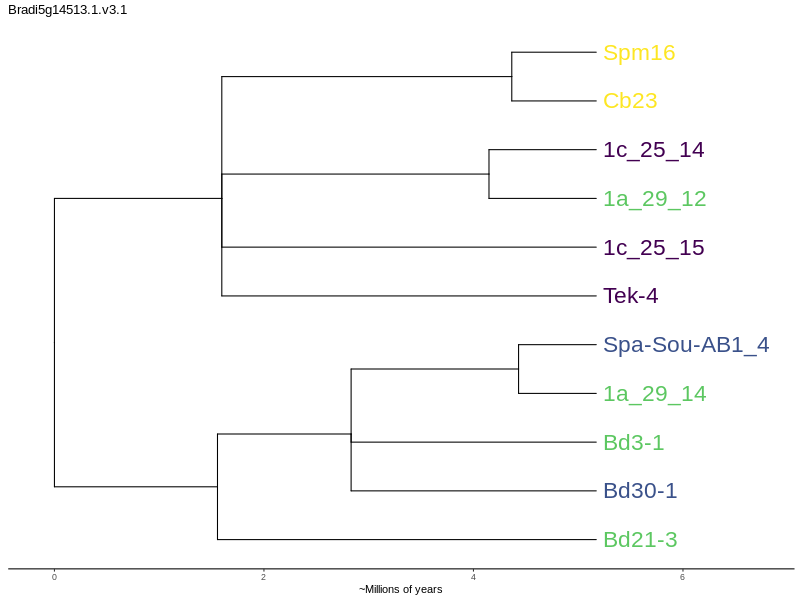 Bradi5g14513.1.v3.1
Spm16
Cb23
1c_25_14
1a_29_12
1c_25_15
Tek-4
Spa-Sou-AB1_4
1a_29_14
Bd3-1
Bd30-1
Bd21-3
0 2 4 6
~Millions of years